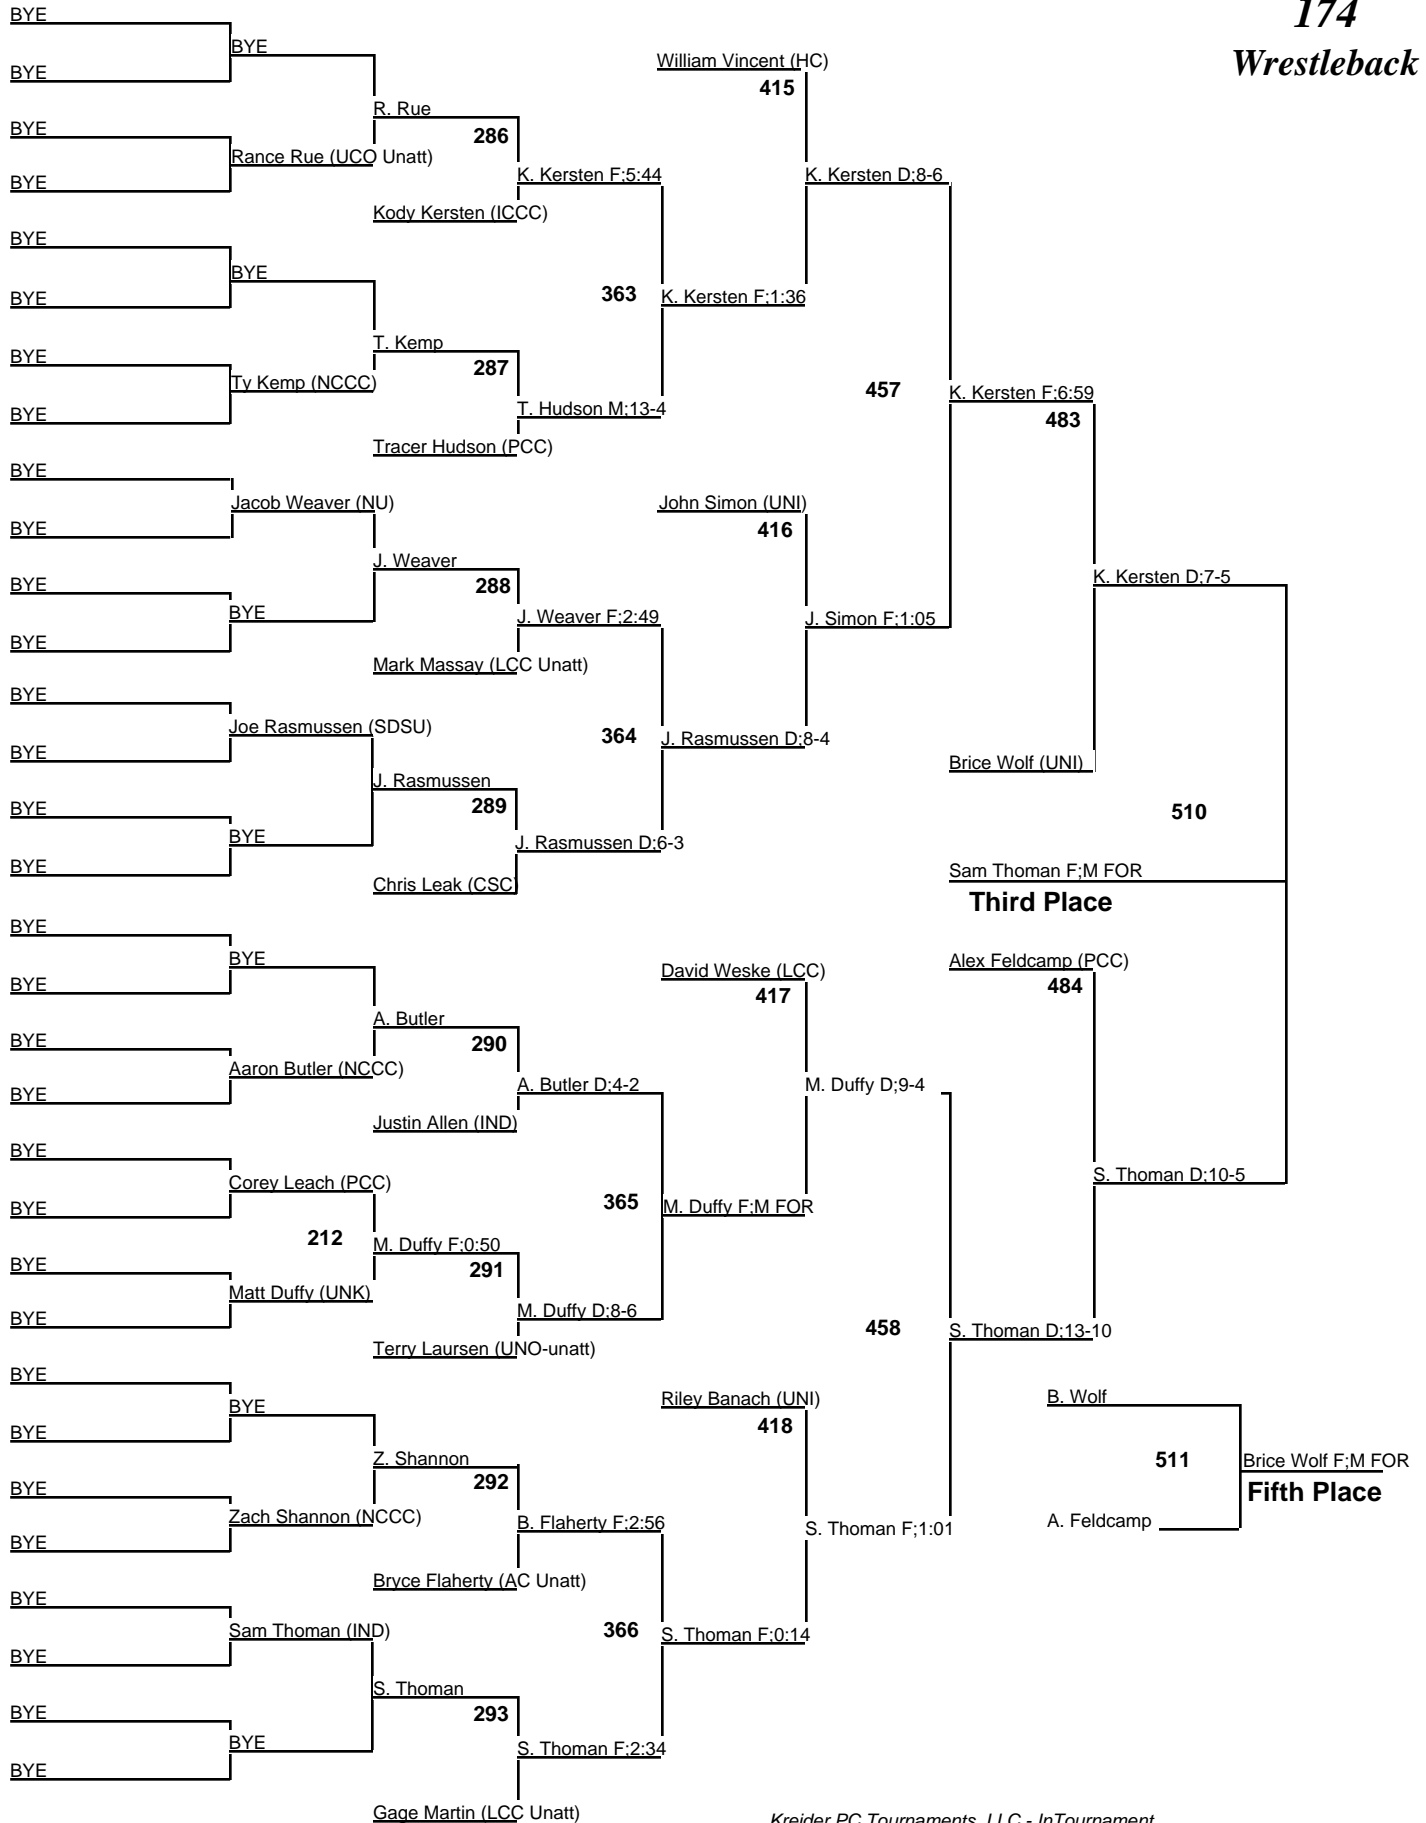 174
Wrestleback
BYE
BYE
BYE
William Vincent (HC)
415
R. Rue
286
BYE
Rance Rue (UCO Unatt)
K. Kersten F;5:44
K. Kersten D;8-6
BYE
Kody Kersten (ICCC)
BYE
BYE
BYE
363
K. Kersten F;1:36
T. Kemp
BYE
287
Ty Kemp (NCCC)
457
K. Kersten F;6:59
BYE
T. Hudson M;13-4
483
Tracer Hudson (PCC)
BYE
Jacob Weaver (NU)
John Simon (UNI)
BYE
416
J. Weaver
BYE
288
K. Kersten D;7-5
BYE
J. Weaver F;2:49
J. Simon F;1:05
BYE
Mark Massay (LCC Unatt)
BYE
Joe Rasmussen (SDSU)
364
J. Rasmussen D;8-4
BYE
Brice Wolf (UNI)
J. Rasmussen
289
BYE
510
BYE
J. Rasmussen D;6-3
BYE
Sam Thoman F;M FOR
Chris Leak (CSC)
Third Place
BYE
BYE
David Weske (LCC)
Alex Feldcamp (PCC)
BYE
417
484
A. Butler
BYE
290
Aaron Butler (NCCC)
A. Butler D;4-2
M. Duffy D;9-4
BYE
Justin Allen (IND)
BYE
Corey Leach (PCC)
S. Thoman D;10-5
BYE
365
M. Duffy F;M FOR
212
M. Duffy F;0:50
BYE
291
Matt Duffy (UNK)
M. Duffy D;8-6
BYE
458
S. Thoman D;13-10
Terry Laursen (UNO-unatt)
BYE
BYE
Riley Banach (UNI)
B. Wolf
BYE
418
Z. Shannon
511
Brice Wolf F;M FOR
BYE
292
Fifth Place
Zach Shannon (NCCC)
B. Flaherty F;2:56
S. Thoman F;1:01
A. Feldcamp
BYE
Bryce Flaherty (AC Unatt)
BYE
Sam Thoman (IND)
366
S. Thoman F;0:14
BYE
S. Thoman
BYE
293
BYE
S. Thoman F;2:34
BYE
Gage Martin (LCC Unatt)
Kreider PC Tournaments, LLC - InTournament